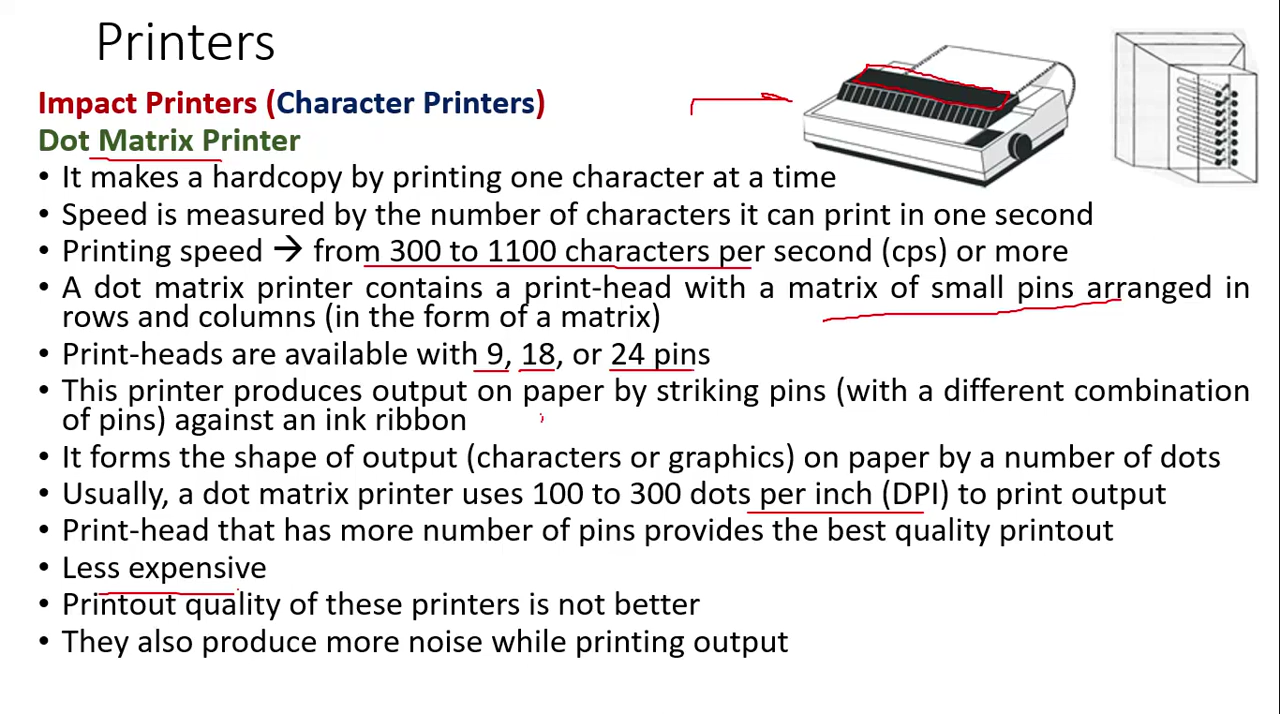 Printers
Impact Printers (Character Printers)
Dot Matrix Printer
• It makes a hardcopy by printing one character at a time
• Speed is measured by the number of characters it can print in one second
• Printing speed → from 300 to 1100 characters per second (cps) or more
• A dot matrix printer contains a print-head with a matrix of small pins arranged in
rows and columns (in the form of a matrix)
• Print-heads are available with 9, 18, or 24 pins
• This printer produces output on paper by striking pins (with a different combination
of pins) against an ink ribbon
• It forms the shape of output (characters or graphics) on paper by a number of dots
• Usually, a dot matrix printer uses 100 to 300 dots per inch (DPI) to print output
• Print-head that has more number of pins provides the best quality printout
• Less expensive
• Printout quality of these printers is not better
• They also produce more noise while printing output